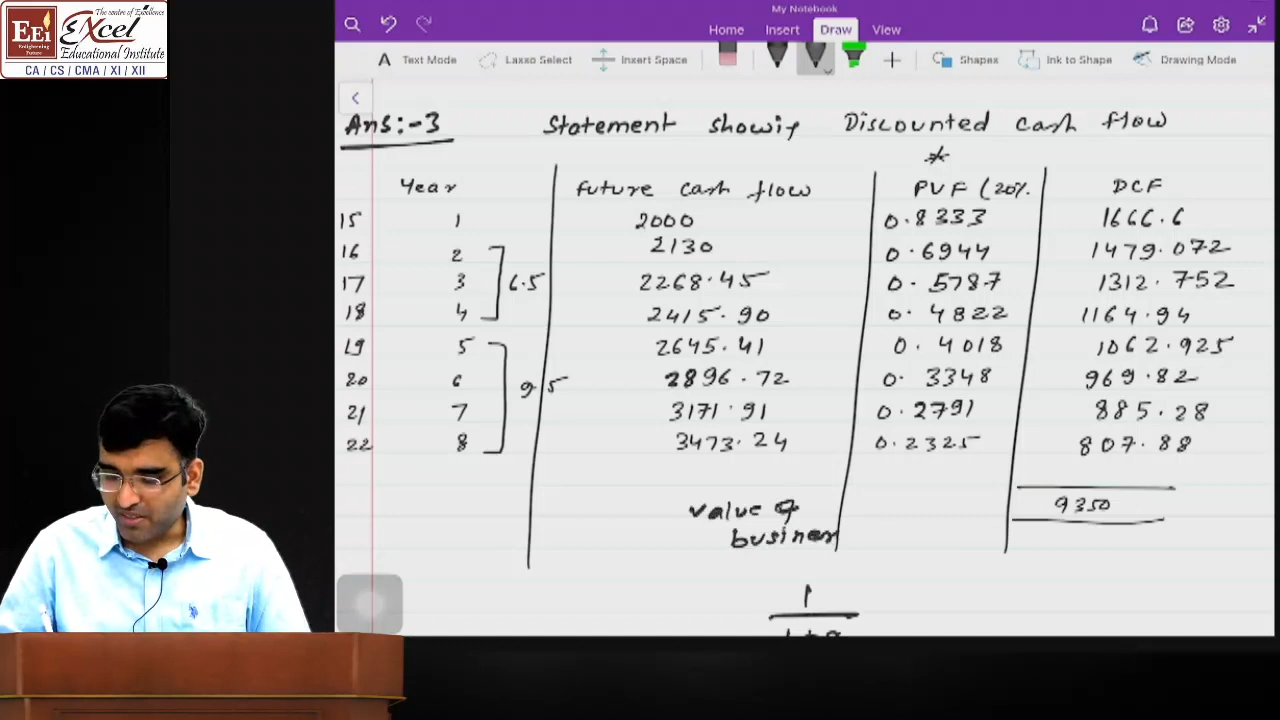 EEi
Enlightening
Future
The centre of Excellence
EXcel
Educational Institute
CA / CS / CMA / XI / XII
My Notebook
Home Insert Draw View
A Text Mode Lasso Select Insert Space Shapes Ink to Shape Drawing Mode
Ans:-3 Statement showig Discounted cash flow
*
Year future cash flow PVF (20%. DCF
15 1 2000 0.8333 1666.6
16 2 2130 0.6944 1479.072
17 3 6.5 2268.45 0.5787 1312.752
18 4 2415.90 0.4822 1164.94
19 5 2645.41 0.4018 1062.925
20 6 9.5 2896.72 0.3348 969.82
21 7 3171.91 0.2791 885.28
22 8 3473.24 0.2325 807.88
value of 9350
business
1